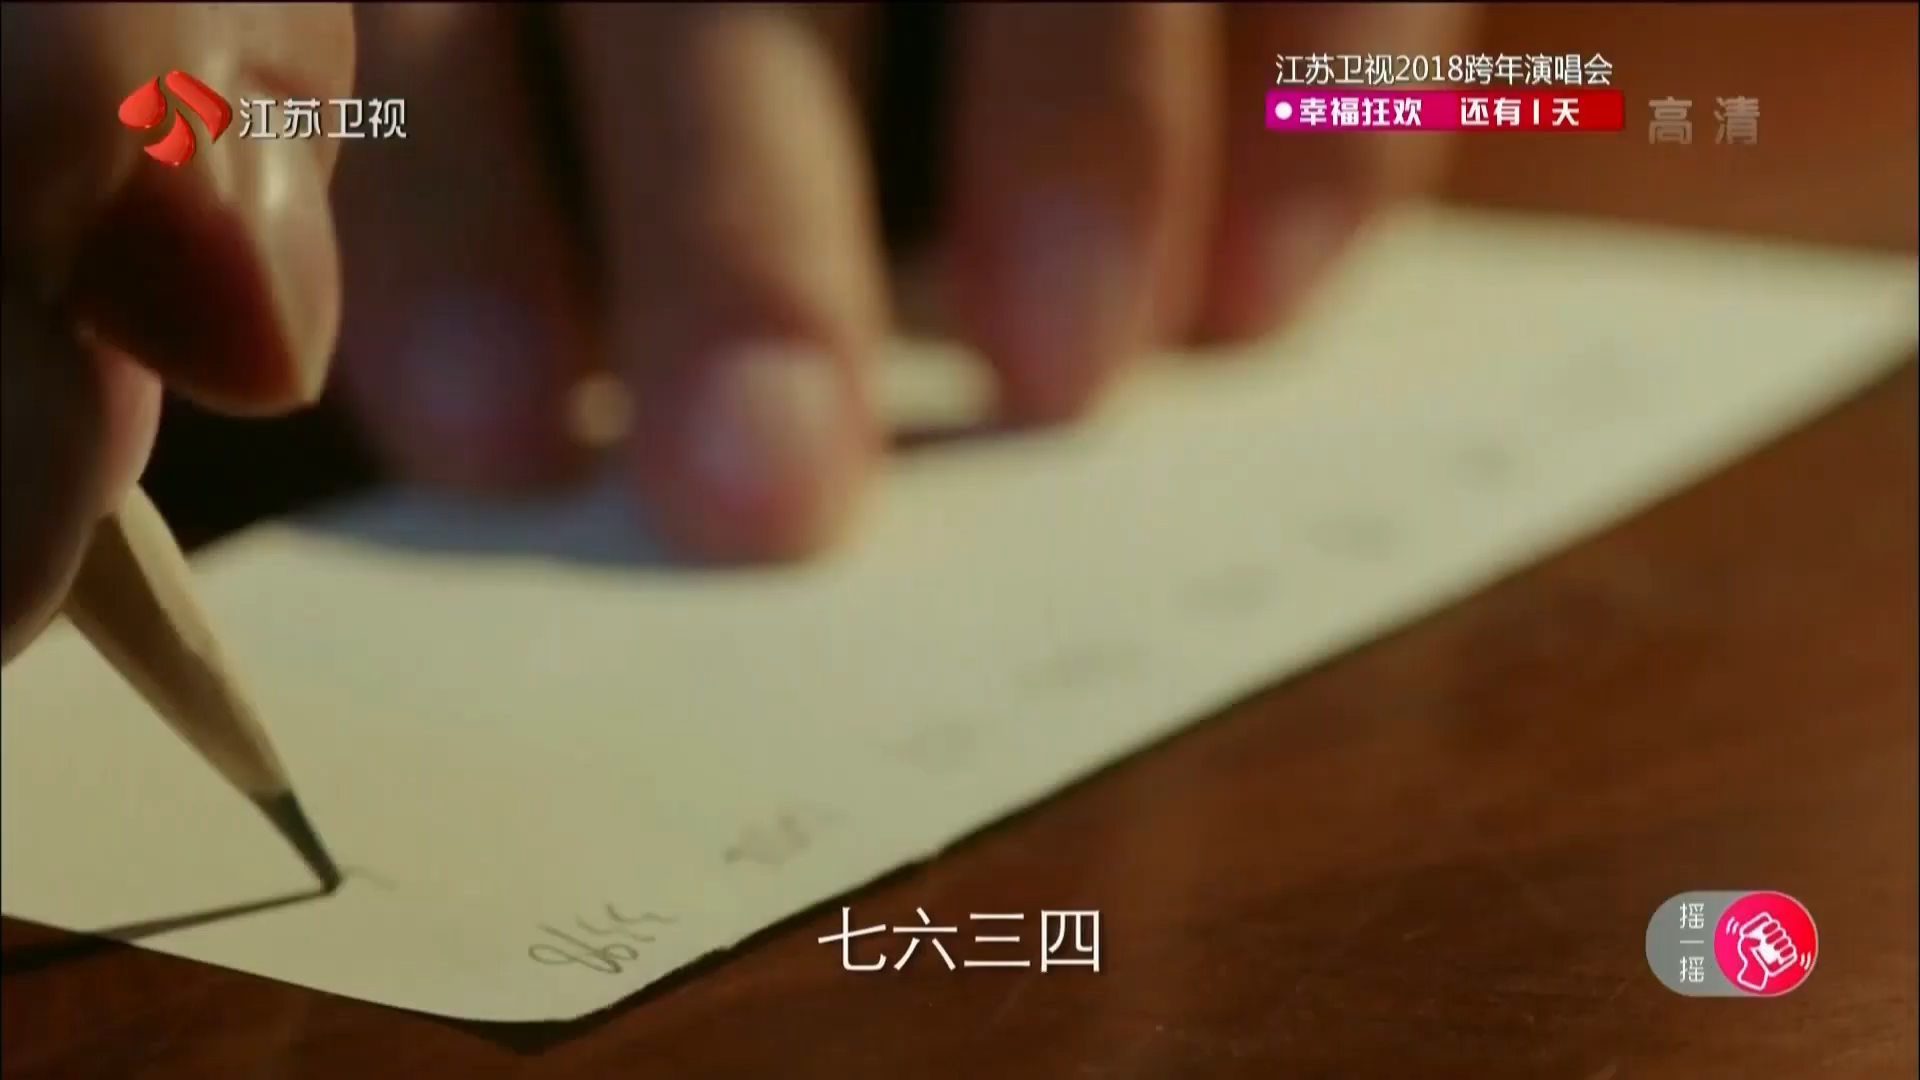 江苏卫视
江苏卫视2018跨年演唱会
幸福狂欢 还有1天
高清
七六三四
摇一摇